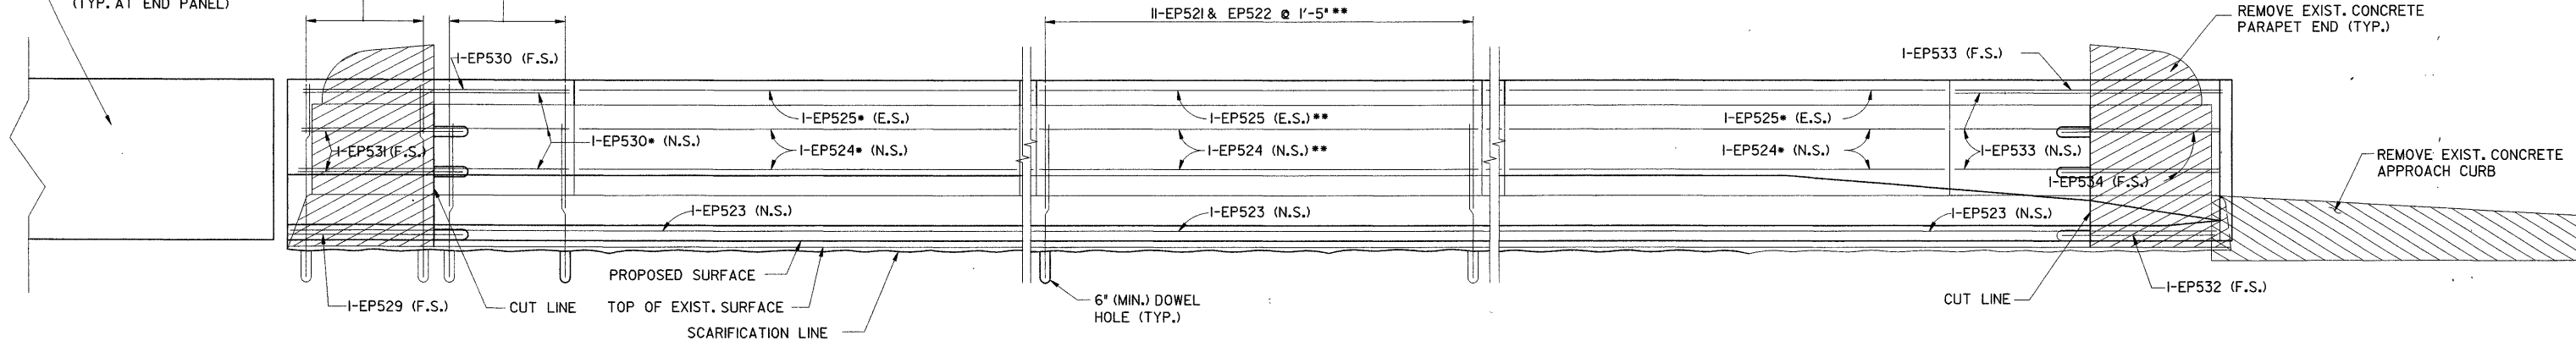 (TYP. AT END PANEL)
11-EP521 & EP522 @ 1'-5" **
REMOVE EXIST. CONCRETE
PARAPET END (TYP.)
1-EP530 (F.S.)
1-EP533 (F.S.)
1-EP525* (E.S.)
1-EP525 (E.S.)**
1-EP525* (E.S.)
1-EP531 (F.S.)
1-EP530* (N.S.)
1-EP524* (N.S.)
1-EP524 (N.S.)**
1-EP524* (N.S.)
1-EP533 (N.S.)
REMOVE EXIST. CONCRETE
APPROACH CURB
1-EP534 (F.S.)
1-EP523 (N.S.)
1-EP523 (N.S.)
1-EP523 (N.S.)
PROPOSED SURFACE
1-EP529 (F.S.)
CUT LINE
TOP OF EXIST. SURFACE
6" (MIN.) DOWEL
HOLE (TYP.)
CUT LINE
1-EP532 (F.S.)
SCARIFICATION LINE